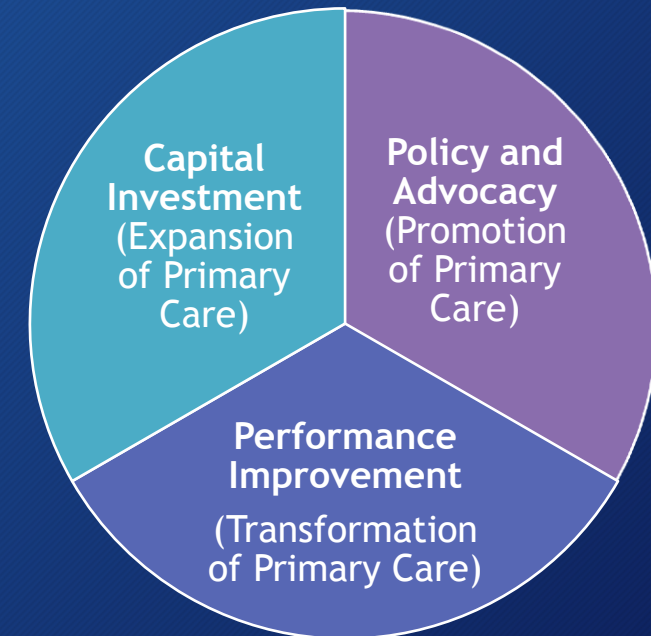 Capital
Investment
(Expansion
of Primary
Care)
Policy and
Advocacy
(Promotion
of Primary
Care)
Performance
Improvement
(Transformation
of Primary Care)